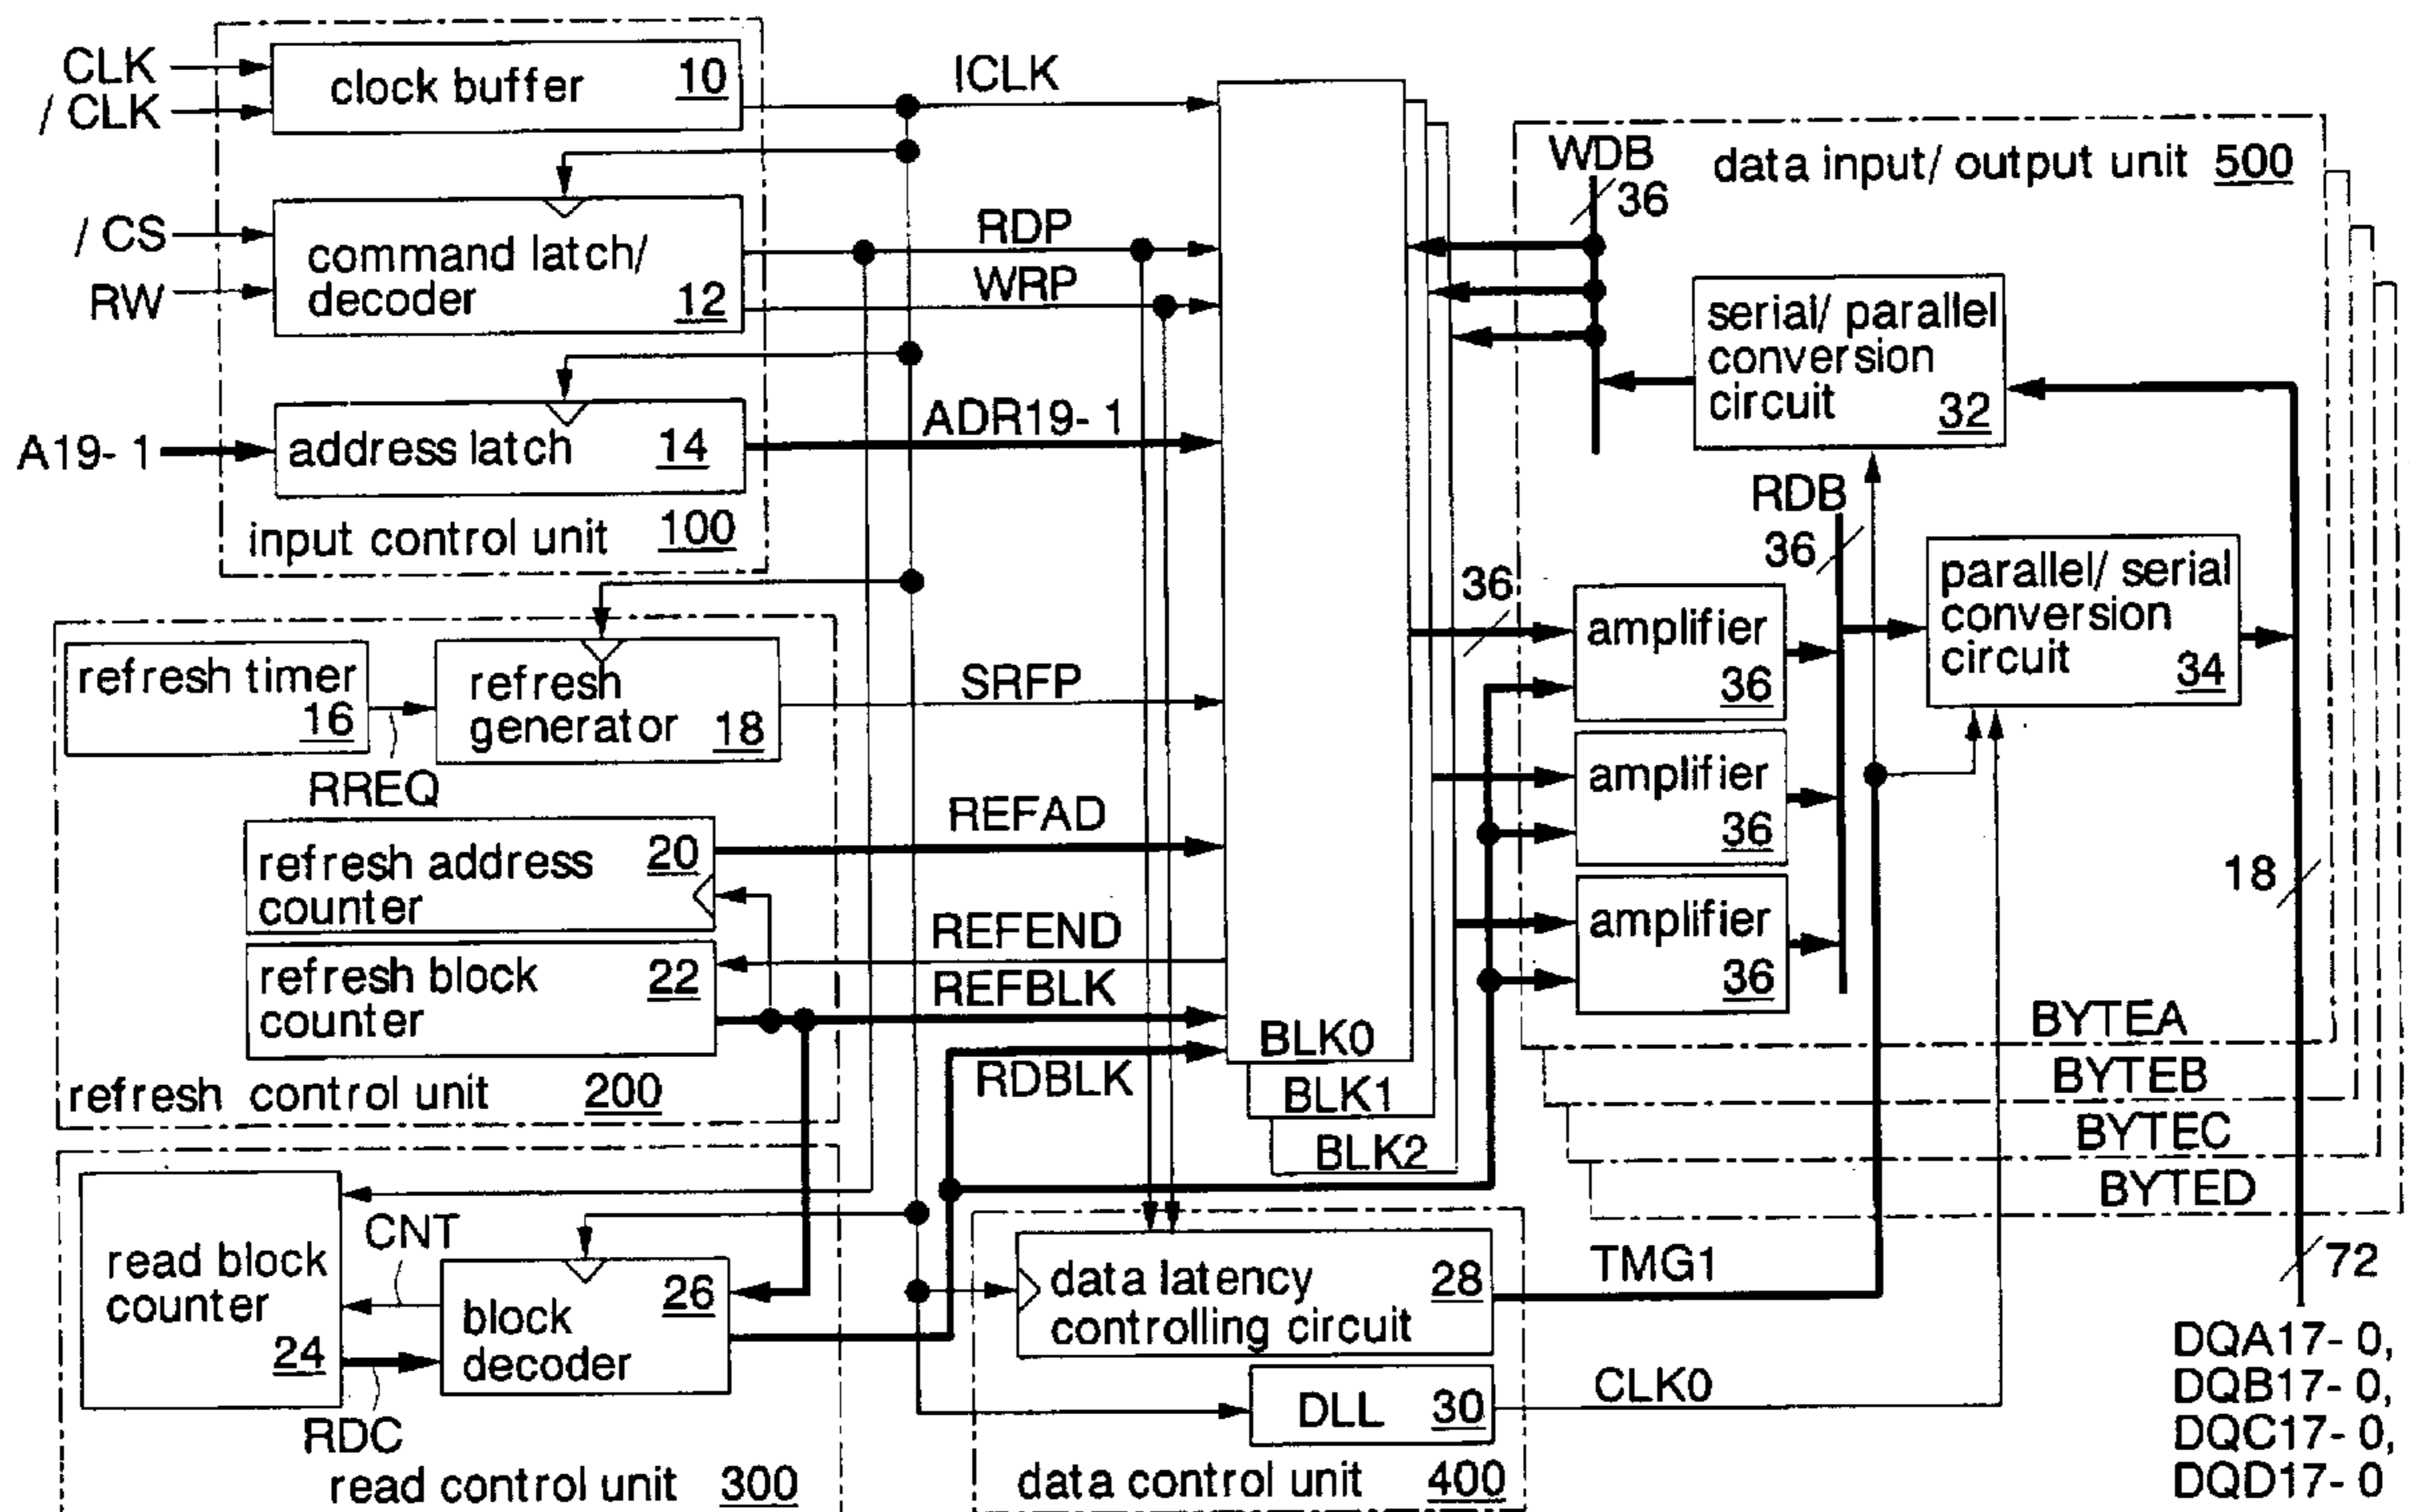 CLK
/ CLK
clock buffer 10
ICLK
/ CS
RW
command latch/
decoder 12
RDP
WRP
A19- 1
address latch 14
ADR19- 1
input control unit 100
refresh timer
16
RREQ
refresh
generator 18
SRFP
refresh address
counter
20
REFAD
refresh block
counter
22
REFEND
REFBLK
RDBLK
refresh control unit 200
read block
counter
24
CNT
RDC
block
decoder
26
read control unit 300
BLK0
BLK1
BLK2
data latency
controlling circuit
28
TMG1
DLL 30
CLK0
data control unit 400
WDB
36
data input/ output unit 500
serial/ parallel
conversion
circuit 32
RDB
36
36
amplifier
36
amplifier
36
amplifier
36
parallel/ serial
conversion
circuit 34
18
BYTEA
BYTEB
BYTEC
BYTED
72
DQA17- 0,
DQB17- 0,
DQC17- 0,
DQD17- 0